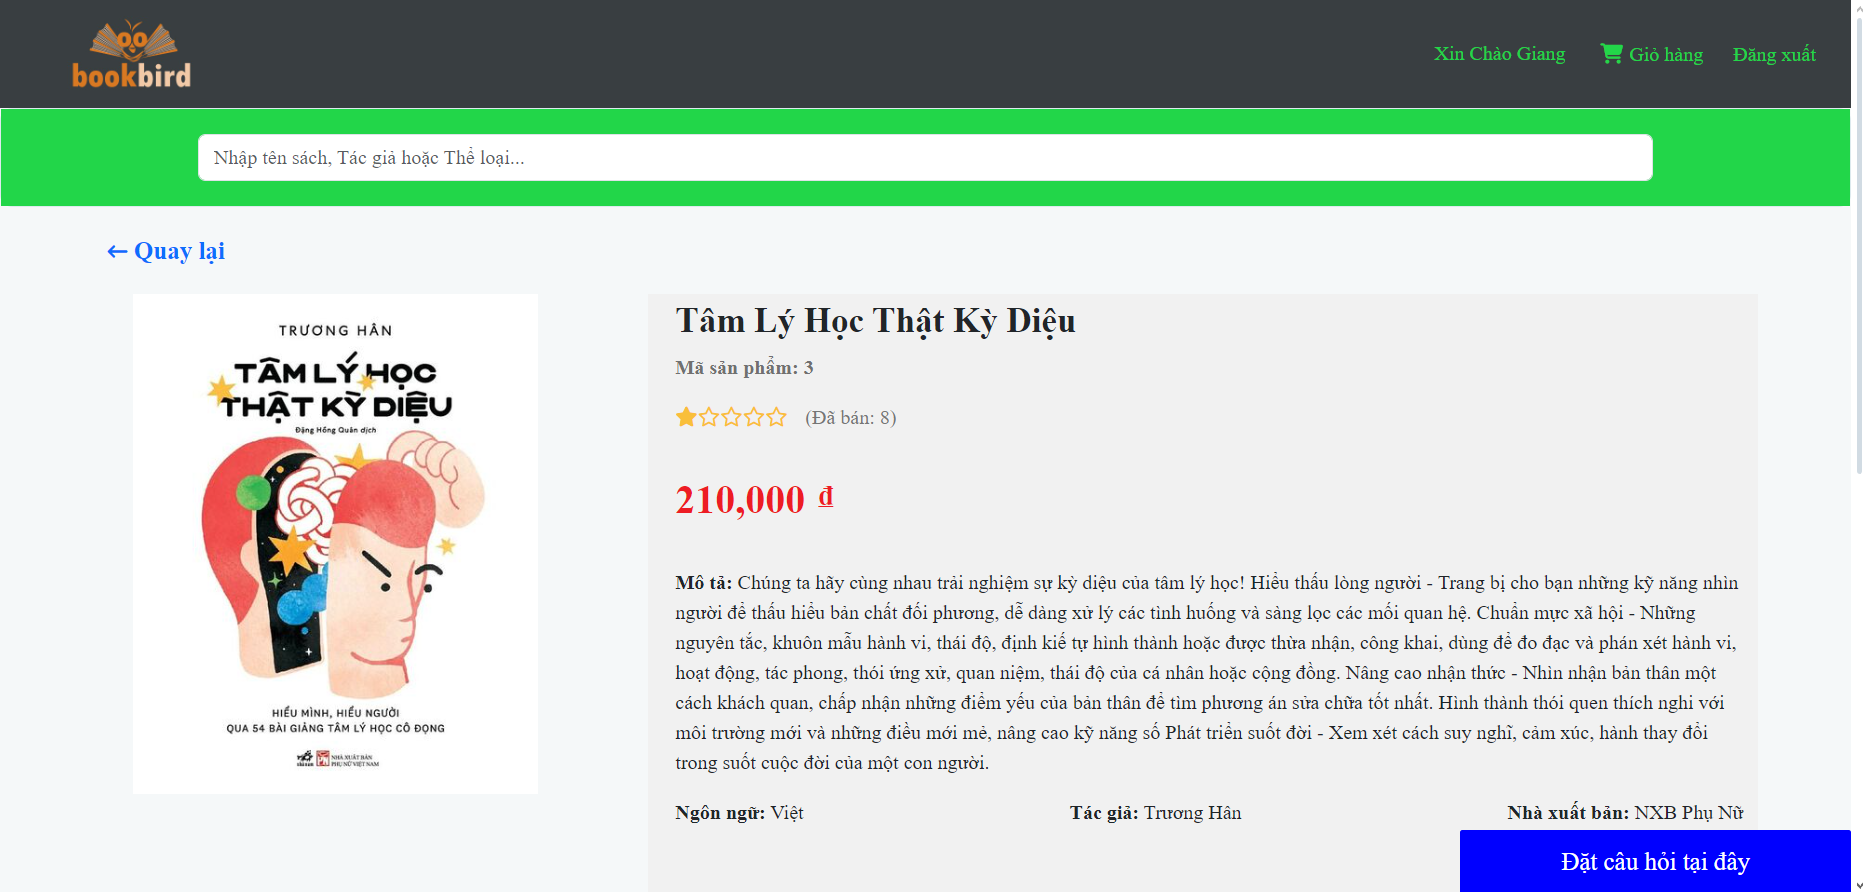 bookbird
Xin Chào Giang
Giỏ hàng
Đăng xuất
Nhập tên sách, Tác giả hoặc Thể loại...
← Quay lại
TRƯƠNG HÂN
TÂM LÝ HỌC
THẬT KỲ DIỆU
Đặng Hồng Quân dịch
HIỂU MÌNH, HIỂU NGƯỜI
QUA 54 BÀI GIẢNG TÂM LÝ HỌC CÔ ĐỌNG
NHÀ XUẤT BẢN
PHỤ NỮ VIỆT NAM
Tâm Lý Học Thật Kỳ Diệu
Mã sản phẩm: 3
(Đã bán: 8)
210,000 ₫
Mô tả: Chúng ta hãy cùng nhau trải nghiệm sự kỳ diệu của tâm lý học! Hiểu thấu lòng người - Trang bị cho bạn những kỹ năng nhìn
người để thấu hiểu bản chất đối phương, dễ dàng xử lý các tình huống và sàng lọc các mối quan hệ. Chuẩn mực xã hội - Những
nguyên tắc, khuôn mẫu hành vi, thái độ, định kiế tự hình thành hoặc được thừa nhận, công khai, dùng để đo đạc và phán xét hành vi,
hoạt động, tác phong, thói ứng xử, quan niệm, thái độ của cá nhân hoặc cộng đồng. Nâng cao nhận thức - Nhìn nhận bản thân một
cách khách quan, chấp nhận những điểm yếu của bản thân để tìm phương án sửa chữa tốt nhất. Hình thành thói quen thích nghi với
môi trường mới và những điều mới mẻ, nâng cao kỹ năng số Phát triển suốt đời - Xem xét cách suy nghĩ, cảm xúc, hành thay đổi
trong suốt cuộc đời của một con người.
Ngôn ngữ: Việt
Tác giả: Trương Hân
Nhà xuất bản: NXB Phụ Nữ
Đặt câu hỏi tại đây